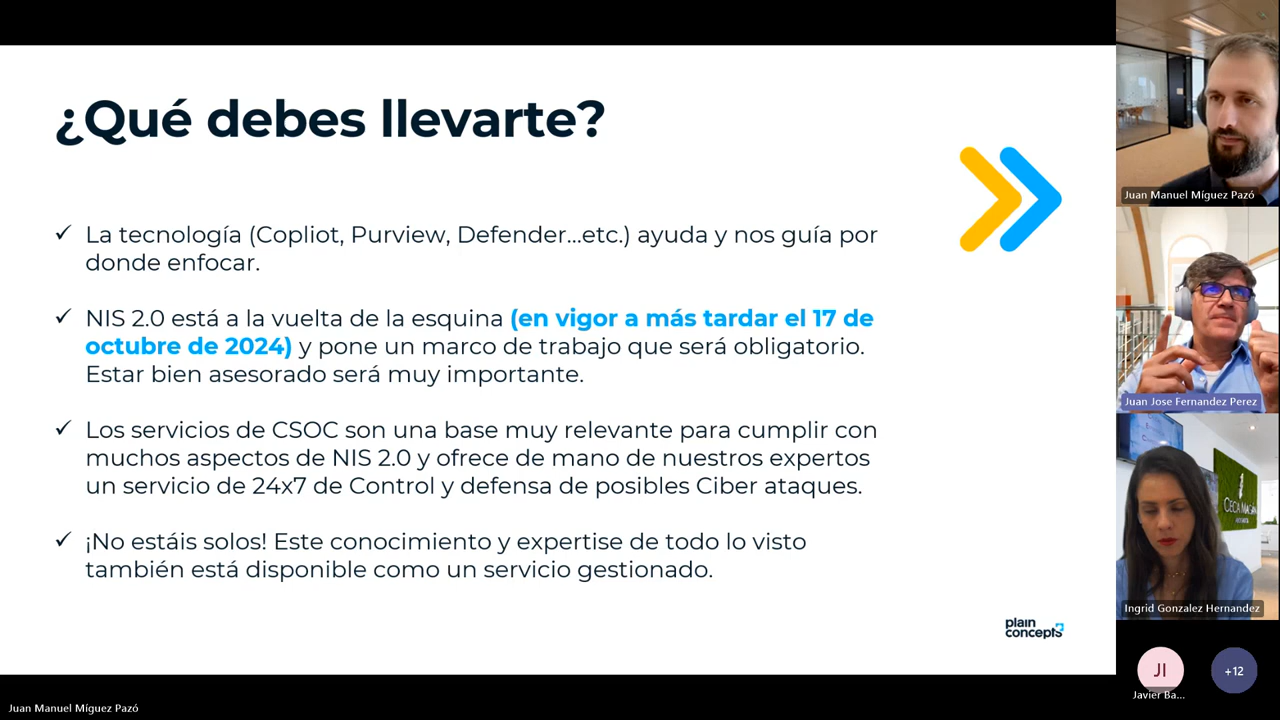 ¿Qué debes llevarte?
✓ La tecnología (Copliot, Purview, Defender...etc.) ayuda y nos guía por
donde enfocar.
✓ NIS 2.0 está a la vuelta de la esquina (en vigor a más tardar el 17 de
octubre de 2024) y pone un marco de trabajo que será obligatorio.
Estar bien asesorado será muy importante.
✓ Los servicios de CSOC son una base muy relevante para cumplir con
muchos aspectos de NIS 2.0 y ofrece de mano de nuestros expertos
un servicio de 24x7 de Control y defensa de posibles Ciber ataques.
✓ ¡No estáis solos! Este conocimiento y expertise de todo lo visto
también está disponible como un servicio gestionado.
plain
concepts
Juan Manuel Míguez Pazó
Juan Manuel Míguez Pazó
Juan Jose Fernandez Perez
CECA MAGÁN
Ingrid Gonzalez Hernandez
JI
+12
Javier Ba...